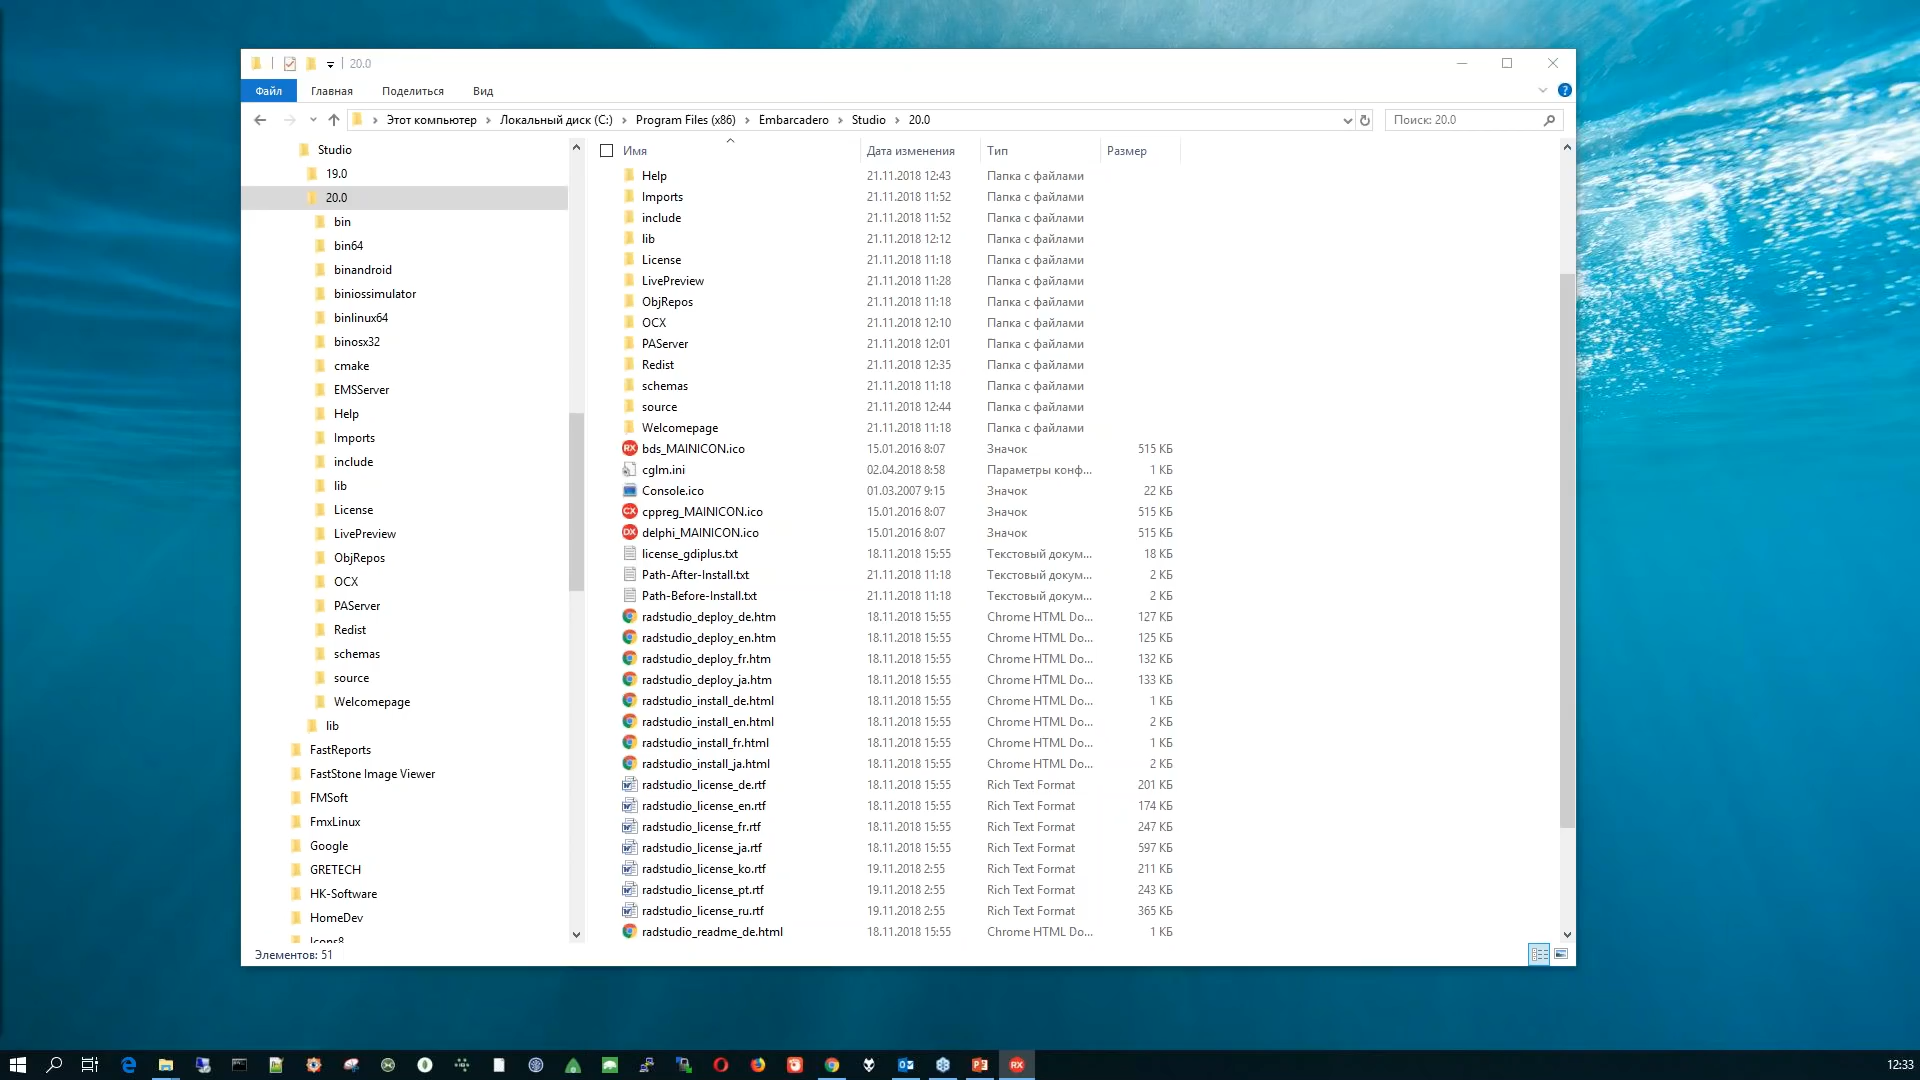 20.0
Файл Главная Поделиться Вид
Этот компьютер Локальный диск (C:) Program Files (x86) Embarcadero Studio 20.0
Поиск: 20.0
Studio
19.0
20.0
bin
bin64
binandroid
biniossimulator
binlinux64
binosx32
cmake
EMSServer
Help
Imports
include
lib
License
LivePreview
ObjRepos
OCX
PAServer
Redist
schemas
source
Welcomepage
lib
FastReports
FastStone Image Viewer
FMSoft
FmxLinux
Google
GRETECH
HK-Software
HomeDev
Icons8
Имя Дата изменения Тип Размер
Help 21.11.2018 12:43 Папка с файлами
Imports 21.11.2018 11:52 Папка с файлами
include 21.11.2018 11:52 Папка с файлами
lib 21.11.2018 12:12 Папка с файлами
License 21.11.2018 11:18 Папка с файлами
LivePreview 21.11.2018 11:28 Папка с файлами
ObjRepos 21.11.2018 11:18 Папка с файлами
OCX 21.11.2018 12:10 Папка с файлами
PAServer 21.11.2018 12:01 Папка с файлами
Redist 21.11.2018 12:35 Папка с файлами
schemas 21.11.2018 11:18 Папка с файлами
source 21.11.2018 12:44 Папка с файлами
Welcomepage 21.11.2018 11:18 Папка с файлами
bds_MAINICON.ico 15.01.2016 8:07 Значок 515 КБ
cglm.ini 02.04.2018 8:58 Параметры конф... 1 КБ
Console.ico 01.03.2007 9:15 Значок 22 КБ
cppreg_MAINICON.ico 15.01.2016 8:07 Значок 515 КБ
delphi_MAINICON.ico 15.01.2016 8:07 Значок 515 КБ
license_gdiplus.txt 18.11.2018 15:55 Текстовый докум... 18 КБ
Path-After-Install.txt 21.11.2018 11:18 Текстовый докум... 2 КБ
Path-Before-Install.txt 21.11.2018 11:18 Текстовый докум... 2 КБ
radstudio_deploy_de.htm 18.11.2018 15:55 Chrome HTML Do... 127 КБ
radstudio_deploy_en.htm 18.11.2018 15:55 Chrome HTML Do... 125 КБ
radstudio_deploy_fr.htm 18.11.2018 15:55 Chrome HTML Do... 132 КБ
radstudio_deploy_ja.htm 18.11.2018 15:55 Chrome HTML Do... 133 КБ
radstudio_install_de.html 18.11.2018 15:55 Chrome HTML Do... 1 КБ
radstudio_install_en.html 18.11.2018 15:55 Chrome HTML Do... 2 КБ
radstudio_install_fr.html 18.11.2018 15:55 Chrome HTML Do... 1 КБ
radstudio_install_ja.html 18.11.2018 15:55 Chrome HTML Do... 2 КБ
radstudio_license_de.rtf 18.11.2018 15:55 Rich Text Format 201 КБ
radstudio_license_en.rtf 18.11.2018 15:55 Rich Text Format 174 КБ
radstudio_license_fr.rtf 18.11.2018 15:55 Rich Text Format 247 КБ
radstudio_license_ja.rtf 18.11.2018 15:55 Rich Text Format 597 КБ
radstudio_license_ko.rtf 19.11.2018 2:55 Rich Text Format 211 КБ
radstudio_license_pt.rtf 19.11.2018 2:55 Rich Text Format 243 КБ
radstudio_license_ru.rtf 19.11.2018 2:55 Rich Text Format 365 КБ
radstudio_readme_de.html 18.11.2018 15:55 Chrome HTML Do... 1 КБ
Элементов: 51
12:33